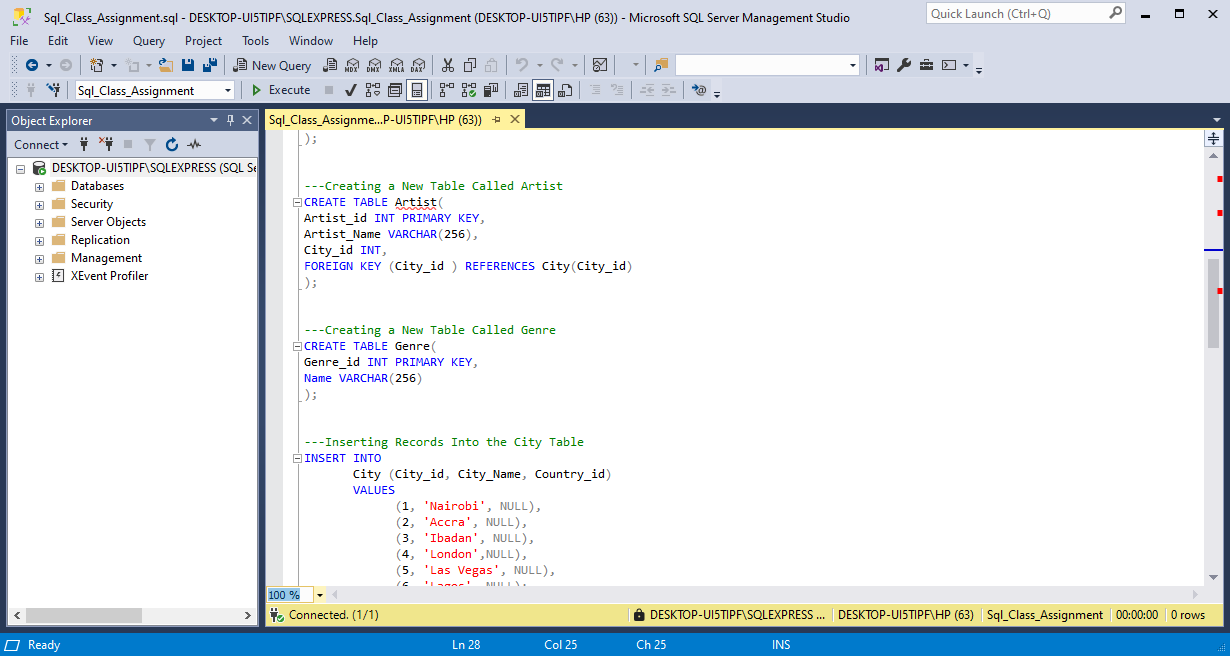 Sql_Class_Assignment.sql - DESKTOP-UI5TIPF\SQLEXPRESS.Sql_Class_Assignment (DESKTOP-UI5TIPF\HP (63)) - Microsoft SQL Server Management Studio
Quick Launch (Ctrl+Q)
File Edit View Query Project Tools Window Help
New Query MDX DMX XMLA DAX
Sql_Class_Assignment Execute
Object Explorer
Sql_Class_Assignme...P-UI5TIPF\HP (63))
Connect
DESKTOP-UI5TIPF\SQLEXPRESS (SQL Se
Databases
Security
Server Objects
Replication
Management
XEvent Profiler
);
---Creating a New Table Called Artist
CREATE TABLE Artist(
Artist_id INT PRIMARY KEY,
Artist_Name VARCHAR(256),
City_id INT,
FOREIGN KEY (City_id ) REFERENCES City(City_id)
);
---Creating a New Table Called Genre
CREATE TABLE Genre(
Genre_id INT PRIMARY KEY,
Name VARCHAR(256)
);
---Inserting Records Into the City Table
INSERT INTO
City (City_id, City_Name, Country_id)
VALUES
(1, 'Nairobi', NULL),
(2, 'Accra', NULL),
(3, 'Ibadan', NULL),
(4, 'London',NULL),
(5, 'Las Vegas', NULL),
(6, 'Lagos', NULL);
100 %
Connected. (1/1) DESKTOP-UI5TIPF\SQLEXPRESS ... DESKTOP-UI5TIPF\HP (63) Sql_Class_Assignment 00:00:00 0 rows
Ready Ln 28 Col 25 Ch 25 INS